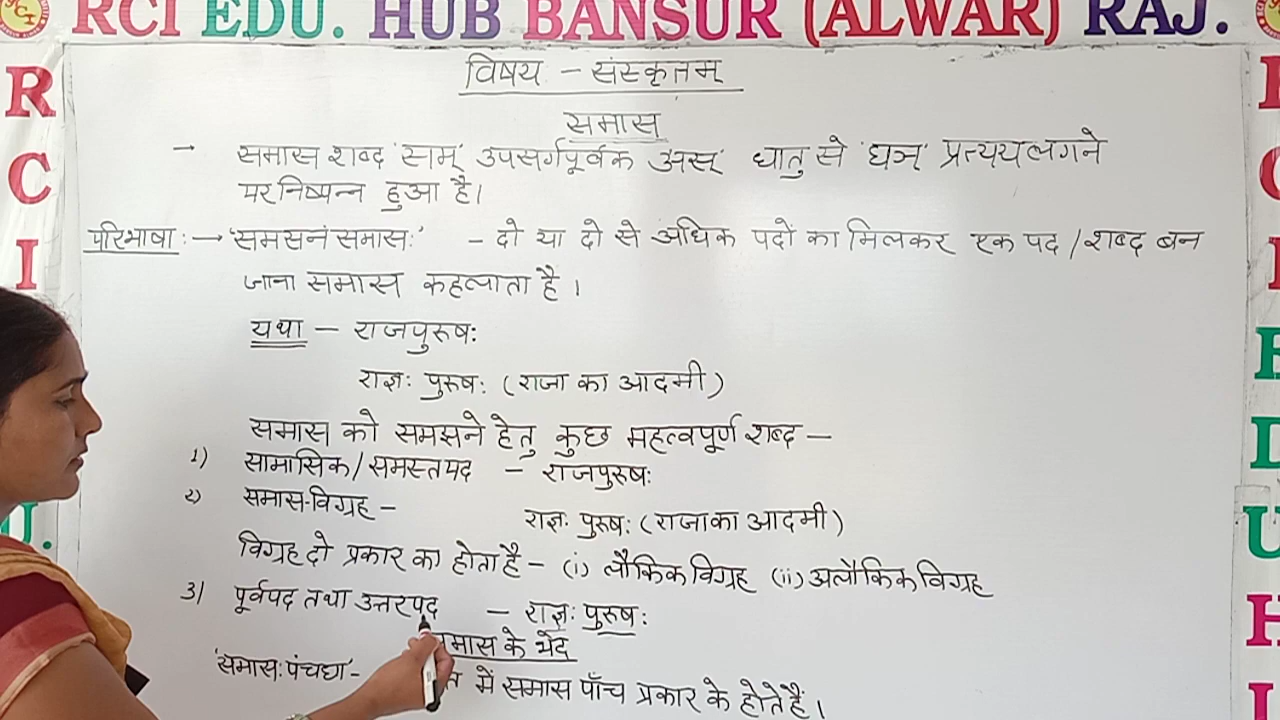 RCI EDU. HUB BANSUR (ALWAR) RAJ.
विषय - संस्कृतम्
समास
→ समास शब्द 'सम्' उपसर्गपूर्वक अस् धातु से 'घञ्' प्रत्यय लगने
पर निष्पन्न हुआ है।
परिभाषा :→ 'समसनं समासः' - दो या दो से अधिक पदों का मिलकर एक पद / शब्द बन
जाना समास कहलाता है।
यथा - राजपुरुषः
राज्ञः पुरुषः (राजा का आदमी)
समास को समझने हेतु कुछ महत्वपूर्ण शब्द -
1) सामासिक / समस्तपद - राजपुरुषः
2) समास-विग्रह -
राज्ञः पुरुषः (राजा का आदमी)
विग्रह दो प्रकार का होता है - (i) लौकिक विग्रह (ii) अलौकिक विग्रह
3) पूर्वपद तथा उत्तरपद - राज्ञः पुरुषः
मास के भेद
'समासः पंचधा' - में समास पाँच प्रकार के होते हैं।
R
C
I
U.
H
I